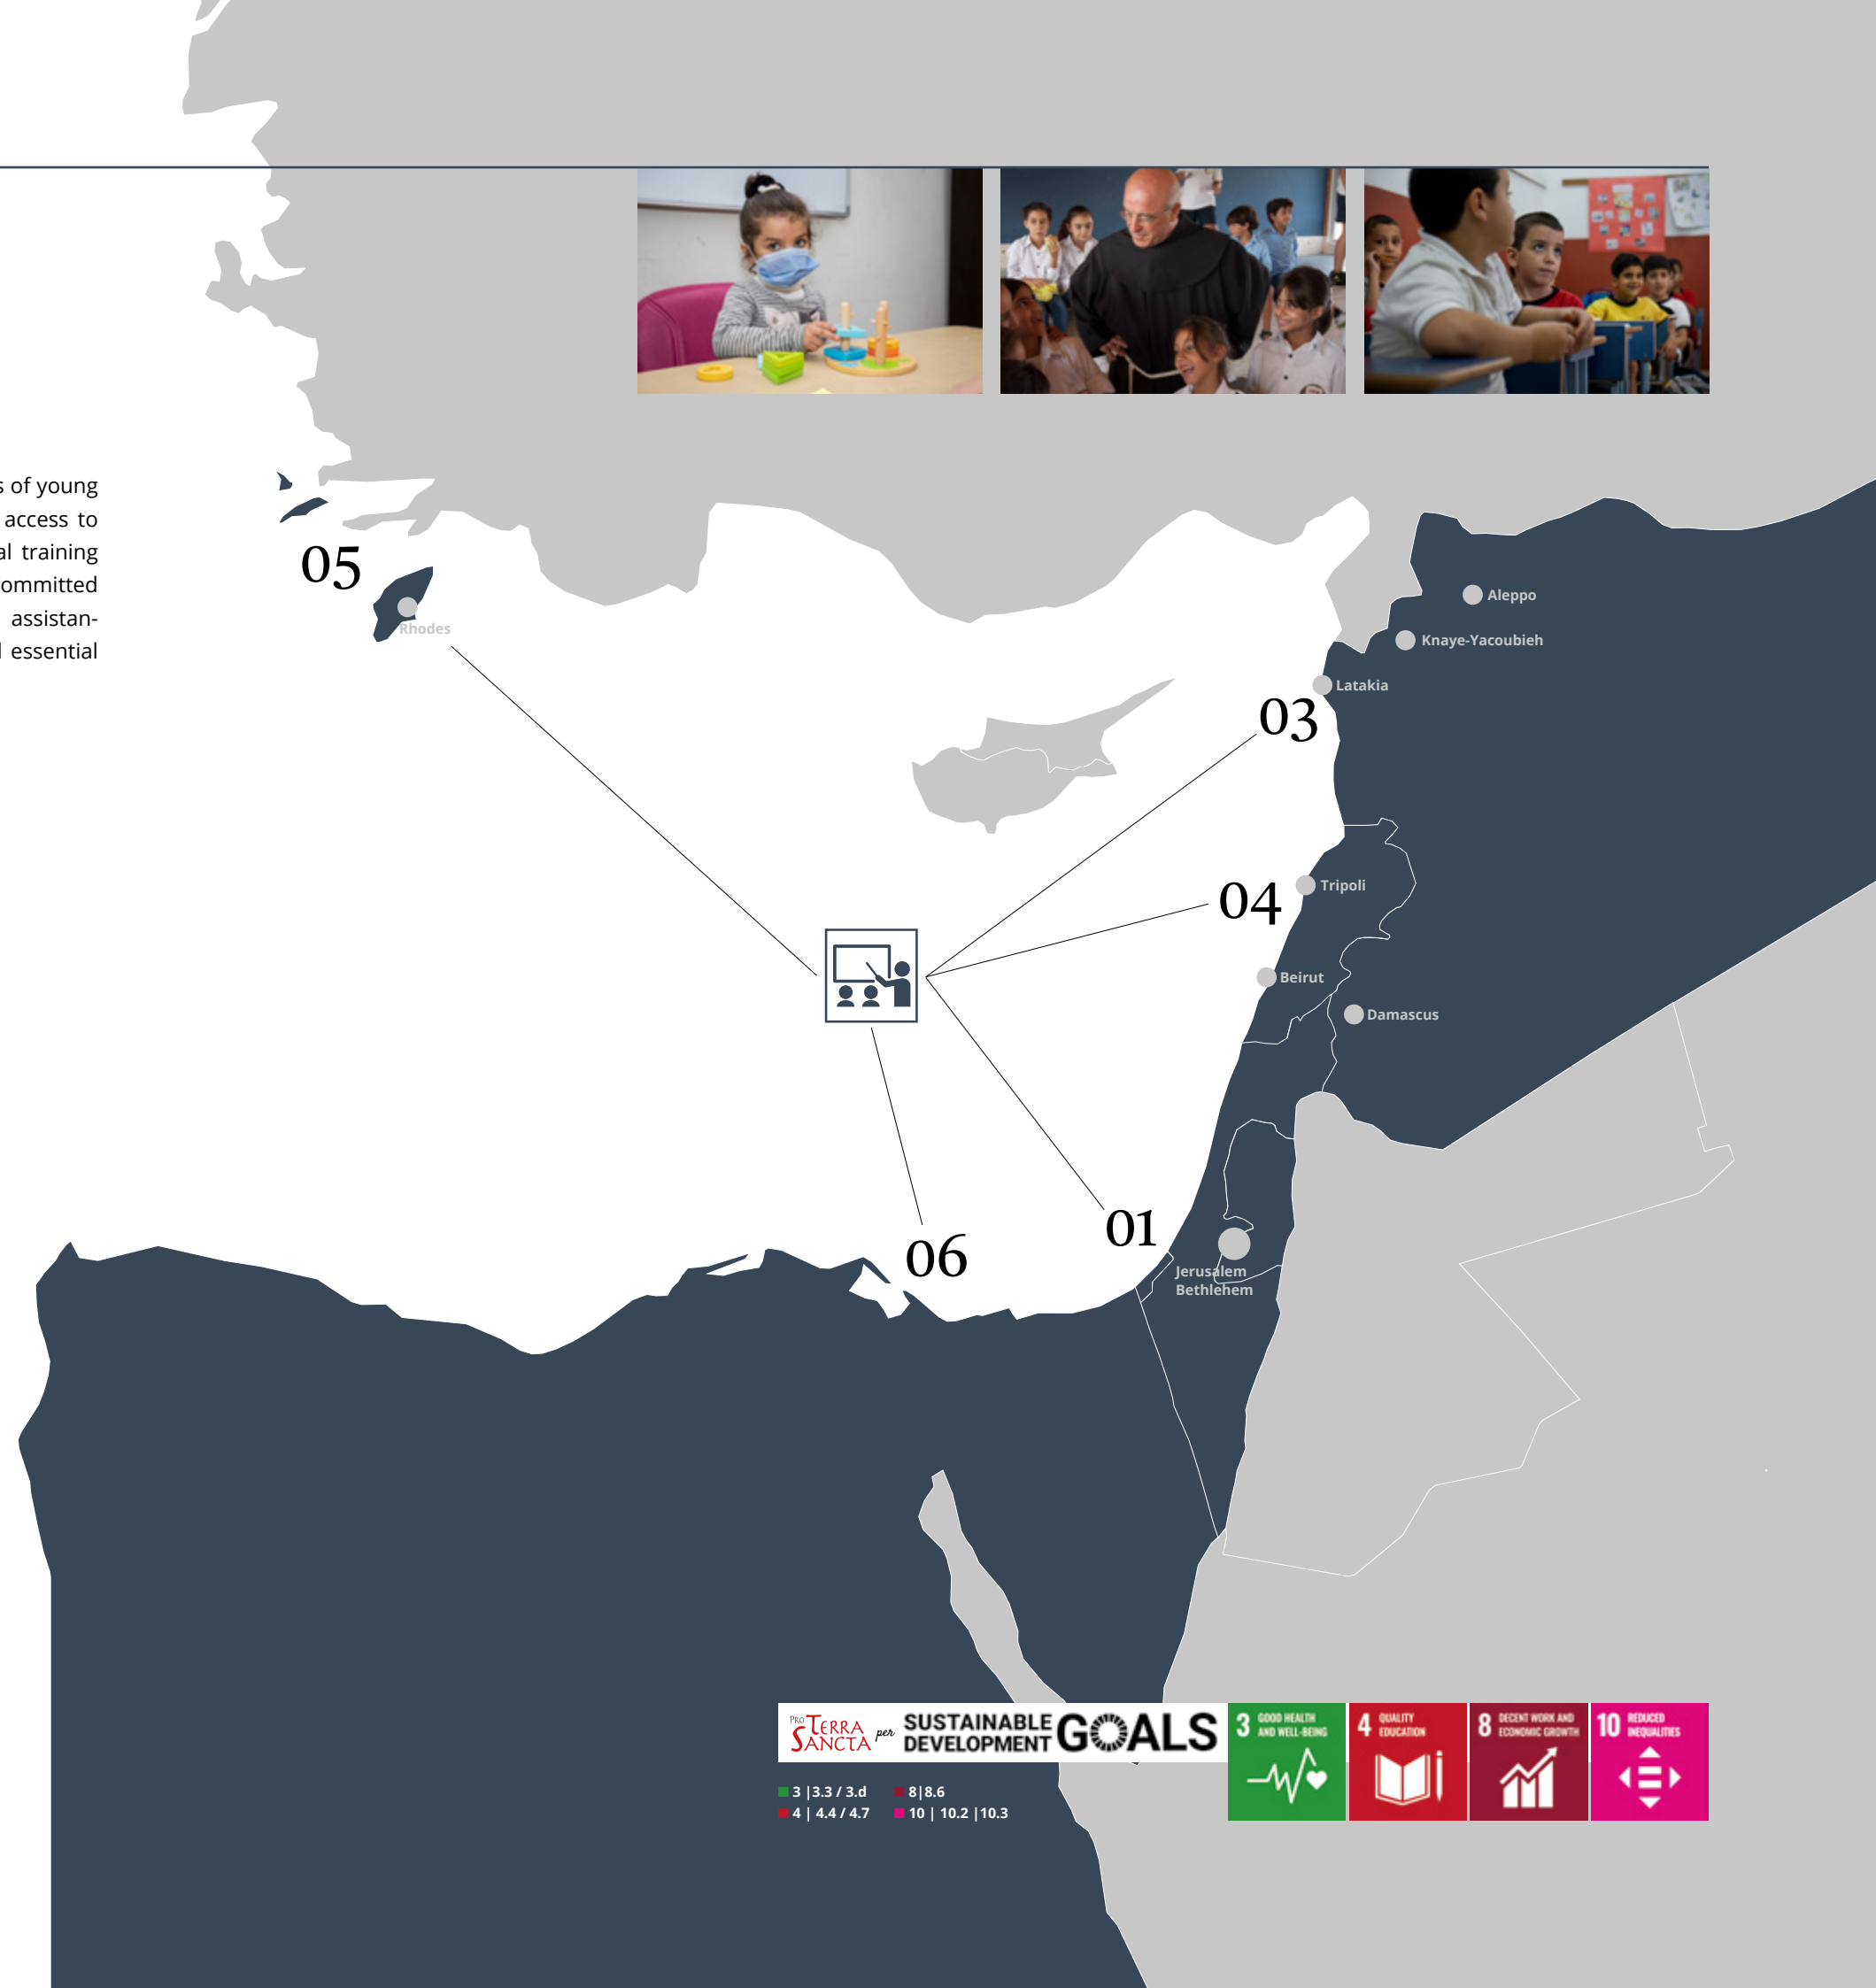 s of young
access to
al training
ommitted
assistan-
l essential
05
Rhodes
Aleppo
Knaye-Yacoubieh
Latakia
03
Tripoli
04
Beirut
Damascus
01
06
Jerusalem
Bethlehem
PRO TERRA SANCTA per SUSTAINABLE DEVELOPMENT GOALS
3 GOOD HEALTH AND WELL-BEING
4 QUALITY EDUCATION
8 DECENT WORK AND ECONOMIC GROWTH
10 REDUCED INEQUALITIES
3 |3.3 / 3.d
8|8.6
4 | 4.4 / 4.7
10 | 10.2 |10.3